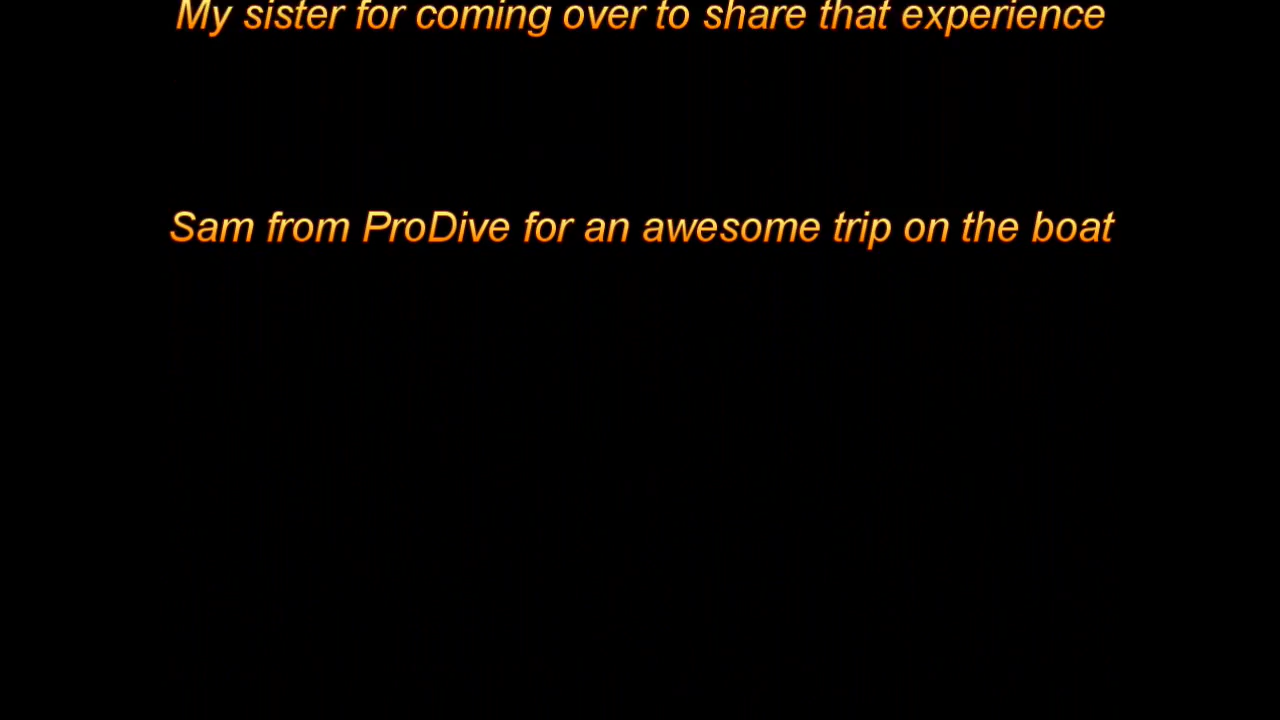 My sister for coming over to share that experience
Sam from ProDive for an awesome trip on the boat